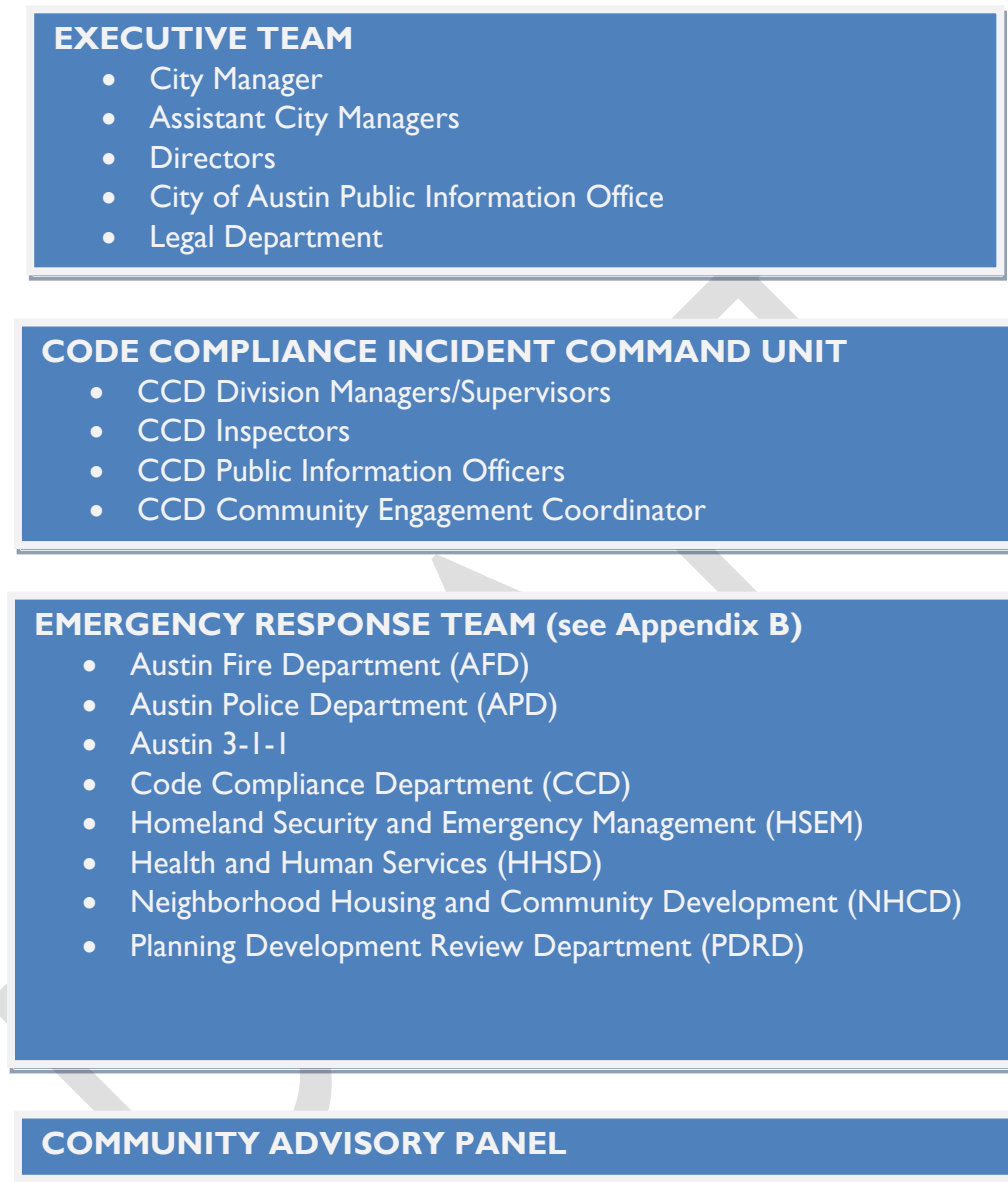 EXECUTIVE TEAM
• City Manager
• Assistant City Managers
• Directors
• City of Austin Public Information Office
• Legal Department
CODE COMPLIANCE INCIDENT COMMAND UNIT
• CCD Division Managers/Supervisors
• CCD Inspectors
• CCD Public Information Officers
• CCD Community Engagement Coordinator
EMERGENCY RESPONSE TEAM (see Appendix B)
• Austin Fire Department (AFD)
• Austin Police Department (APD)
• Austin 3-1-1
• Code Compliance Department (CCD)
• Homeland Security and Emergency Management (HSEM)
• Health and Human Services (HHSD)
• Neighborhood Housing and Community Development (NHCD)
• Planning Development Review Department (PDRD)
COMMUNITY ADVISORY PANEL